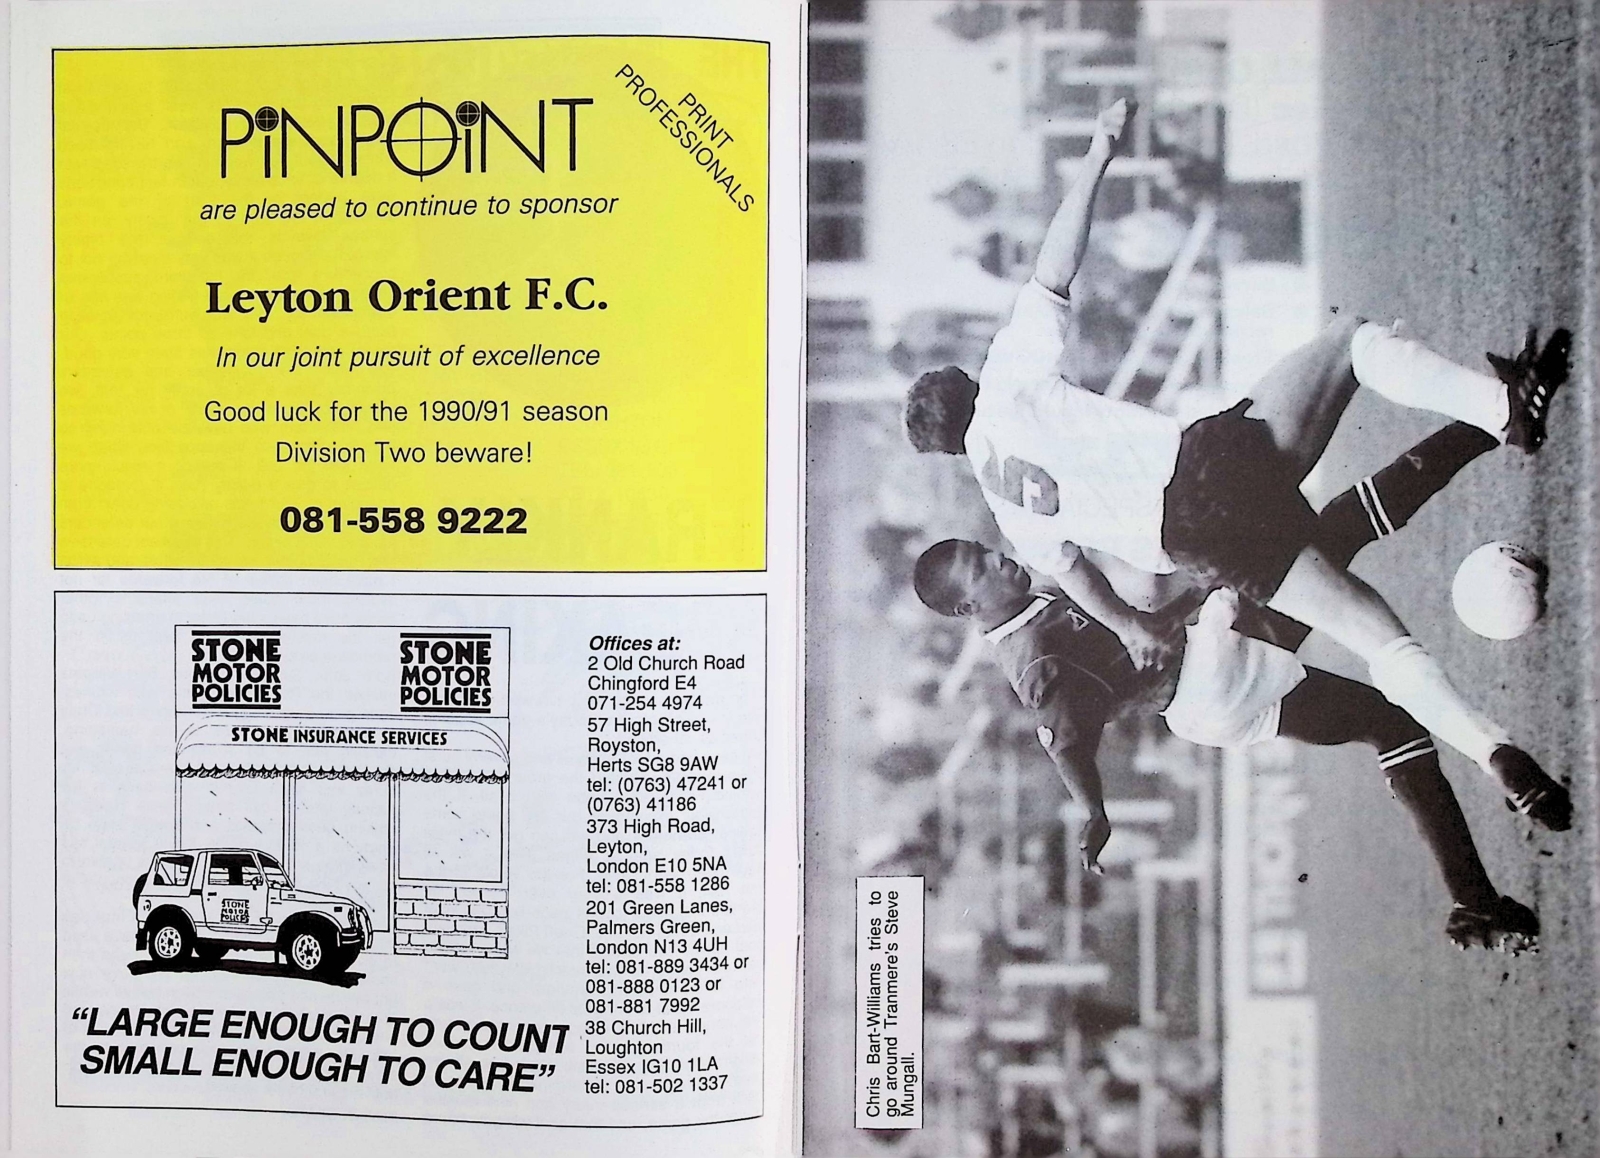 PRINT
PROFESSIONALS
PiNPOiNT
are pleased to continue to sponsor
Leyton Orient F.C.
In our joint pursuit of excellence
Good luck for the 1990/91 season
Division Two beware!
081-558 9222
STONE
MOTOR
POLICIES
STONE
MOTOR
POLICIES
STONE INSURANCE SERVICES
STONE
MOTOR
POLICIES
"LARGE ENOUGH TO COUNT
SMALL ENOUGH TO CARE"
Offices at:
2 Old Church Road
Chingford E4
071-254 4974
57 High Street,
Royston,
Herts SG8 9AW
tel: (0763) 47241 or
(0763) 41186
373 High Road,
Leyton,
London E10 5NA
tel: 081-558 1286
201 Green Lanes,
Palmers Green,
London N13 4UH
tel: 081-889 3434 or
081-888 0123 or
081-881 7992
38 Church Hill,
Loughton
Essex IG10 1LA
tel: 081-502 1337
5
Chris Bart-Williams tries to
go around Tranmere's Steve
Mungall.